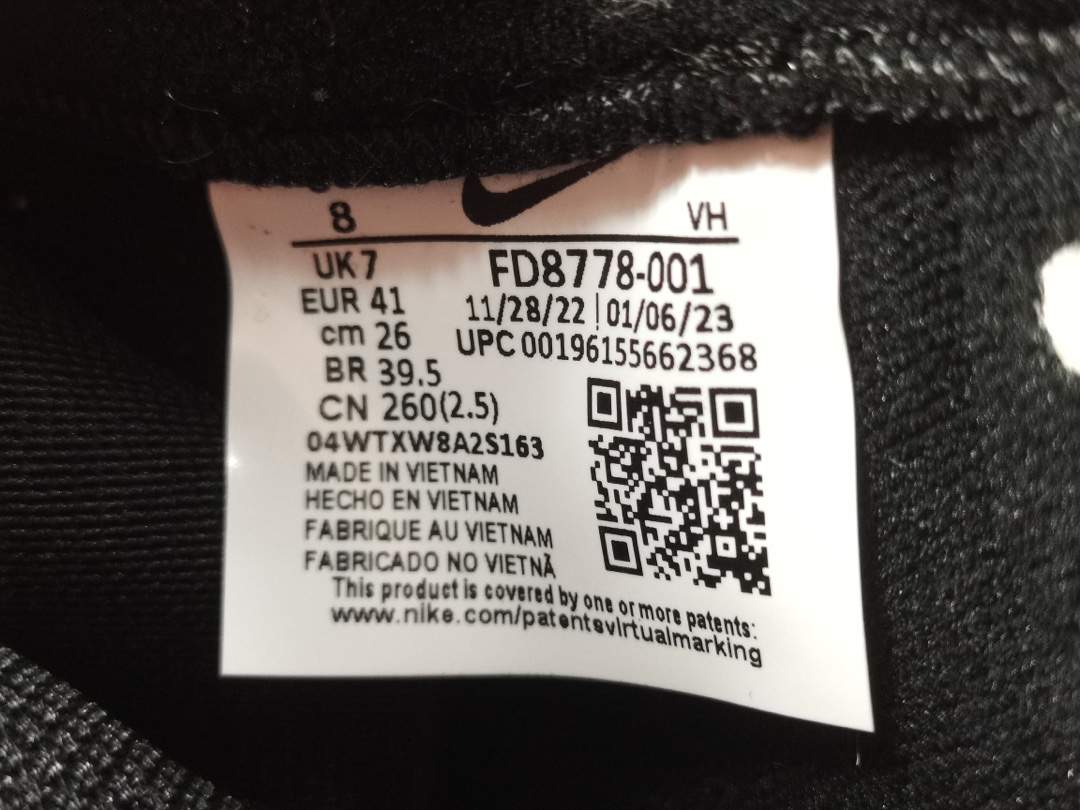 8 VH
UK 7 FD8778-001
EUR 41 11/28/22 | 01/06/23
cm 26 UPC 00196155662368
BR 39.5
CN 260(2.5)
04WTXW8A2S163
MADE IN VIETNAM
HECHO EN VIETNAM
FABRIQUE AU VIETNAM
FABRICADO NO VIETNÃ
This product is covered by one or more patents:
www.nike.com/patentsvirtualmarking